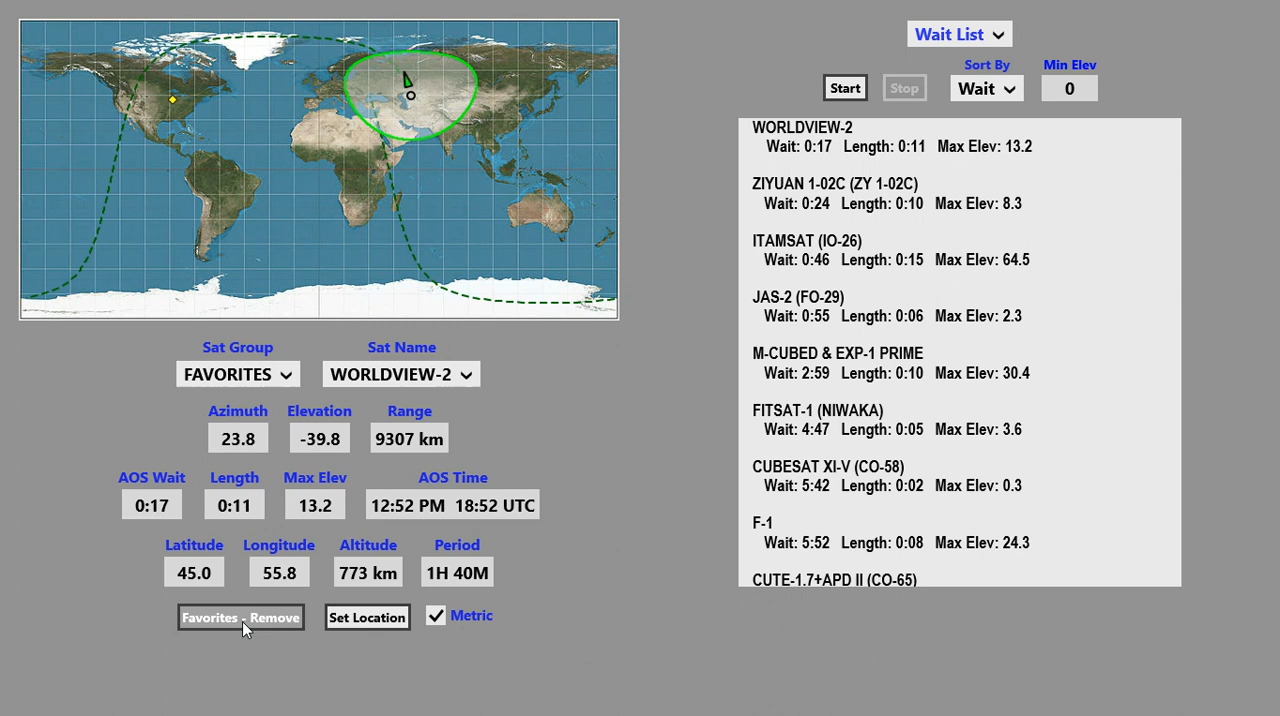 Sat Group Sat Name
FAVORITES WORLDVIEW-2
Azimuth Elevation Range
23.8 -39.8 9307 km
AOS Wait Length Max Elev AOS Time
0:17 0:11 13.2 12:52 PM 18:52 UTC
Latitude Longitude Altitude Period
45.0 55.8 773 km 1H 40M
Favorites - Remove Set Location Metric
Wait List
Sort By Min Elev
Start Stop Wait 0
WORLDVIEW-2
Wait: 0:17 Length: 0:11 Max Elev: 13.2
ZIYUAN 1-02C (ZY 1-02C)
Wait: 0:24 Length: 0:10 Max Elev: 8.3
ITAMSAT (IO-26)
Wait: 0:46 Length: 0:15 Max Elev: 64.5
JAS-2 (FO-29)
Wait: 0:55 Length: 0:06 Max Elev: 2.3
M-CUBED & EXP-1 PRIME
Wait: 2:59 Length: 0:10 Max Elev: 30.4
FITSAT-1 (NIWAKA)
Wait: 4:47 Length: 0:05 Max Elev: 3.6
CUBESAT XI-V (CO-58)
Wait: 5:42 Length: 0:02 Max Elev: 0.3
F-1
Wait: 5:52 Length: 0:08 Max Elev: 24.3
CUTE-1.7+APD II (CO-65)